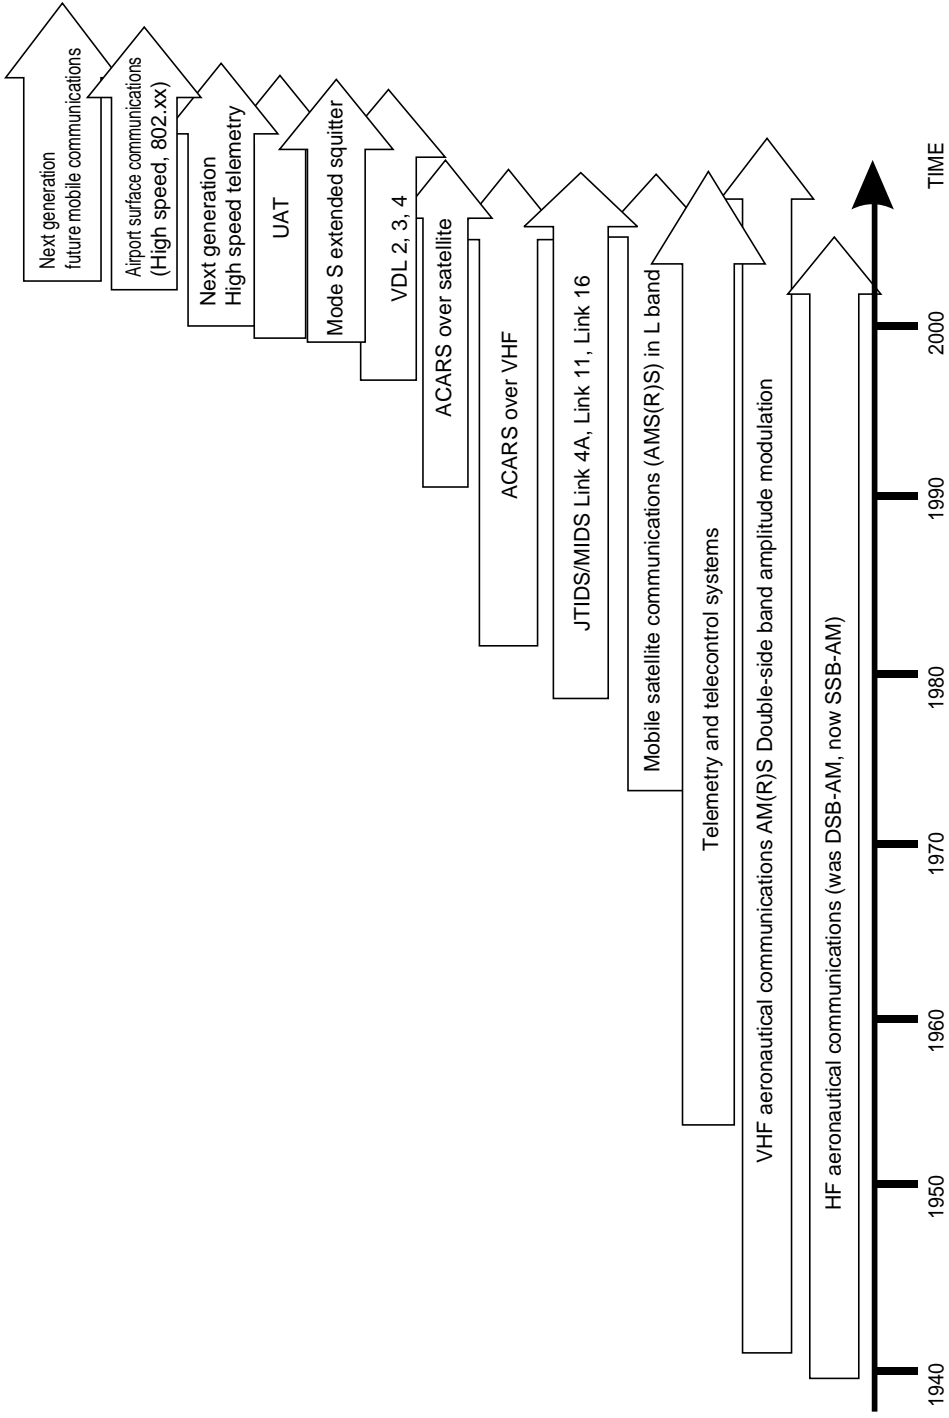 Next generation
future mobile communications
Airport surface communications
(High speed, 802.xx)
Next generation
High speed telemetry
UAT
Mode S extended squitter
VDL 2, 3, 4
ACARS over satellite
ACARS over VHF
JTIDS/MIDS Link 4A, Link 11, Link 16
Mobile satellite communications (AMS(R)S) in L band
Telemetry and telecontrol systems
VHF aeronautical communications AM(R)S Double-side band amplitude modulation
HF aeronautical communications (was DSB-AM, now SSB-AM)
1940 1950 1960 1970 1980 1990 2000 TIME